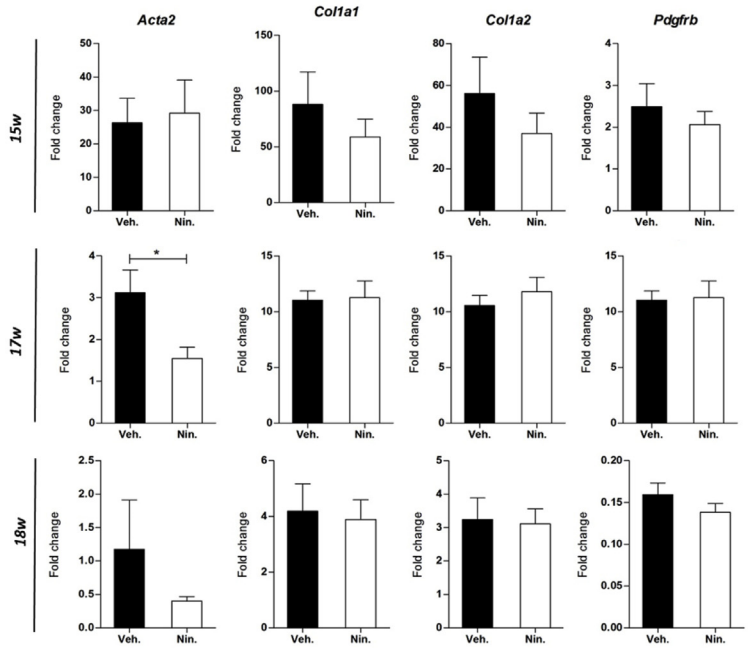 Acta2 Col1a1 Col1a2 Pdgfrb
15w
Fold change
50
40
30
20
10
0
Veh. Nin.
Fold change
150
100
50
0
Veh. Nin.
Fold change
80
60
40
20
0
Veh. Nin.
Fold change
4
3
2
1
0
Veh. Nin.
17w
Fold change
4
3
2
1
0
*
Veh. Nin.
Fold change
15
10
5
0
Veh. Nin.
Fold change
15
10
5
0
Veh. Nin.
Fold change
15
10
5
0
Veh. Nin.
18w
Fold change
2.5
2.0
1.5
1.0
0.5
0.0
Veh. Nin.
Fold change
6
4
2
0
Veh. Nin.
Fold change
5
4
3
2
1
0
Veh. Nin.
Fold change
0.20
0.15
0.10
0.05
0.00
Veh. Nin.